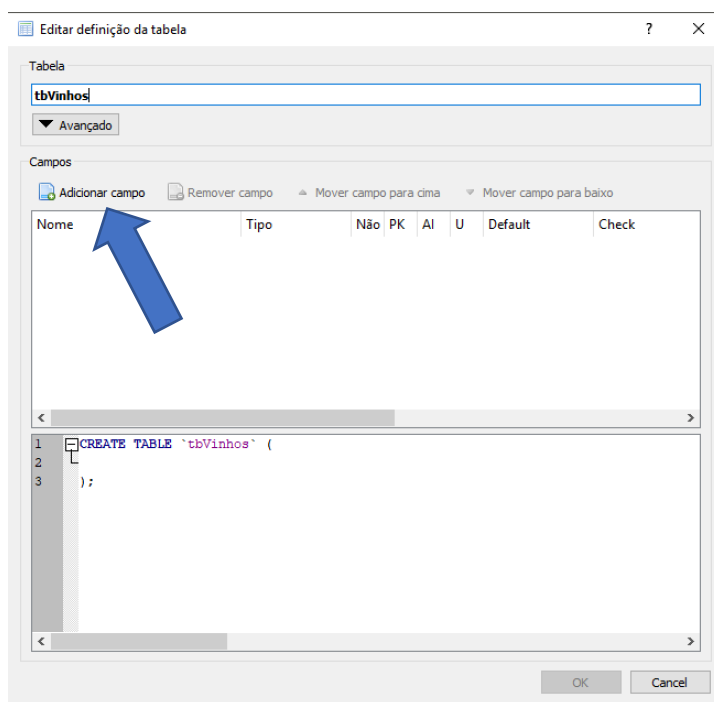 Editar definição da tabela ?
Tabela
tbVinhos
Avançado
Campos
Adicionar campo Remover campo Mover campo para cima Mover campo para baixo
Nome Tipo Não PK AI U Default Check
1 CREATE TABLE `tbVinhos` (
2
3 );
OK Cancel